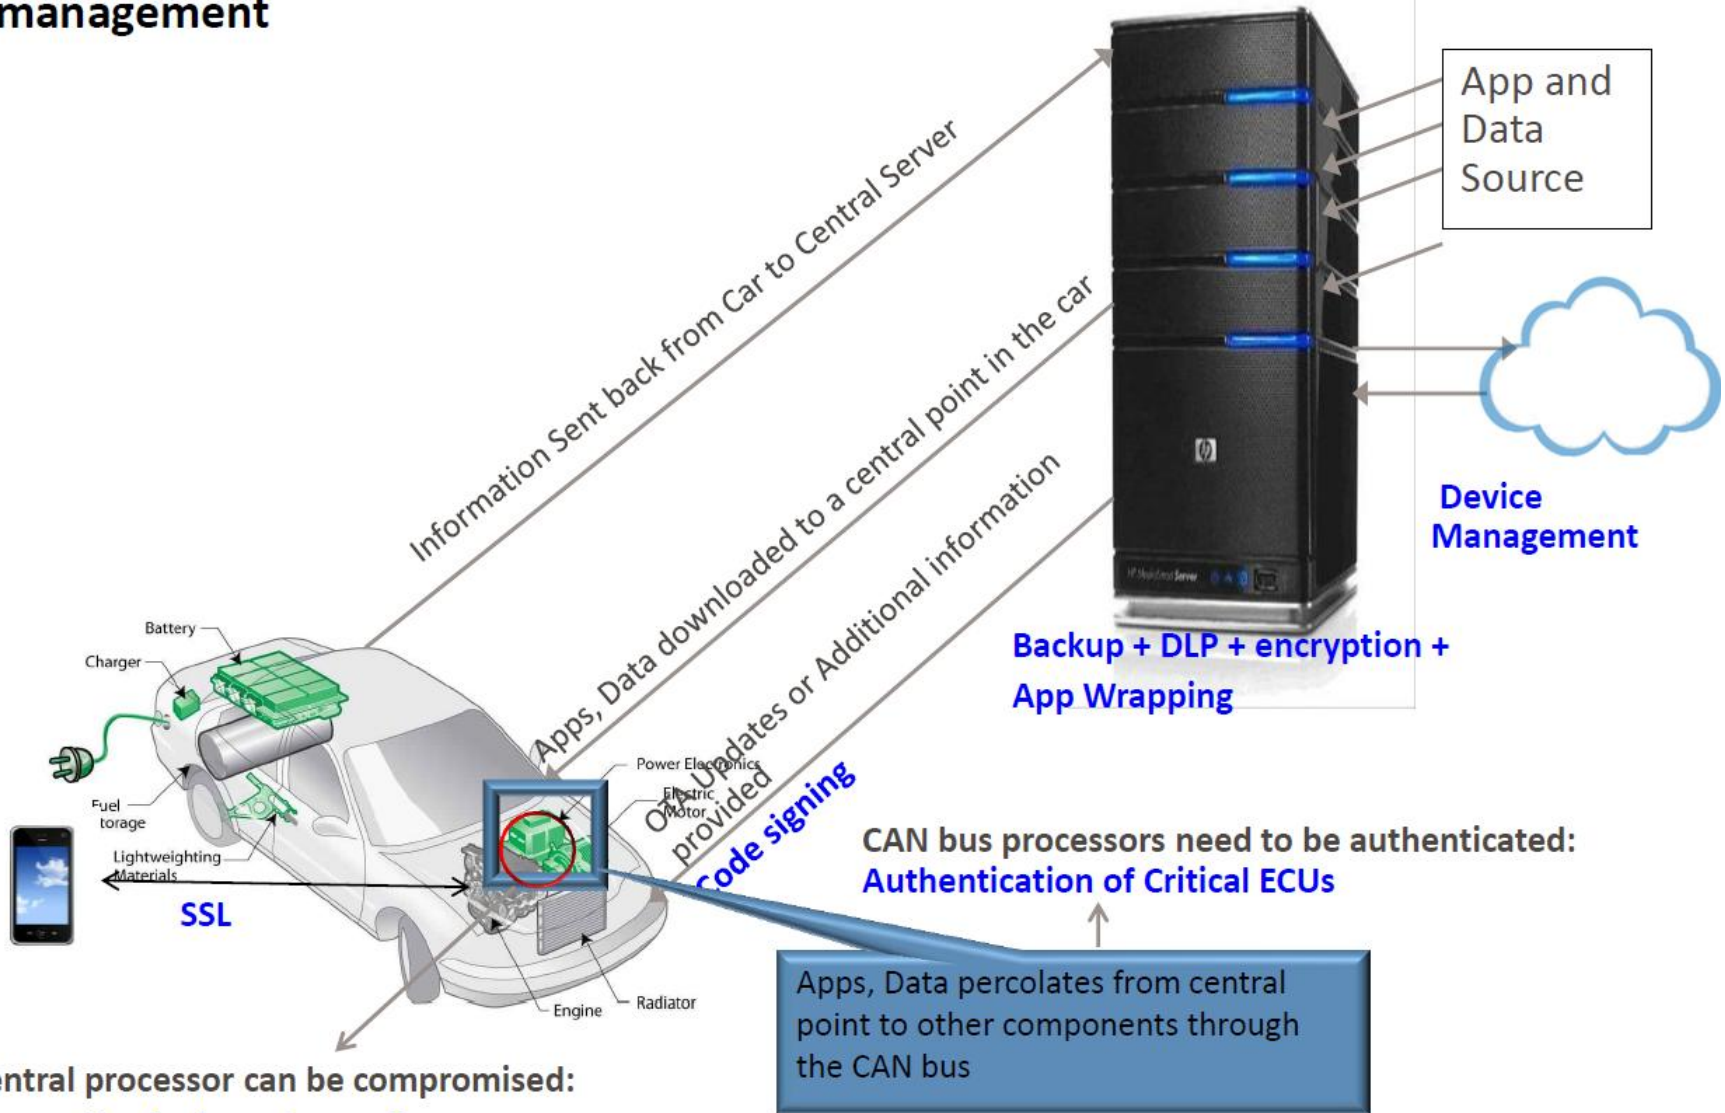 management
App and
Data
Source
Information Sent back from Car to Central Server
Apps, Data downloaded to a central point in the car
OTA Updates or Additional information
provided
Code signing
Device
Management
HP MediaSmart Server
Backup + DLP + encryption +
App Wrapping
Battery
Charger
Fuel
torage
Lightweighting
Materials
Power Electronics
Electric
Motor
SSL
Engine
Radiator
CAN bus processors need to be authenticated:
Authentication of Critical ECUs
Apps, Data percolates from central
point to other components through
the CAN bus
entral processor can be compromised: